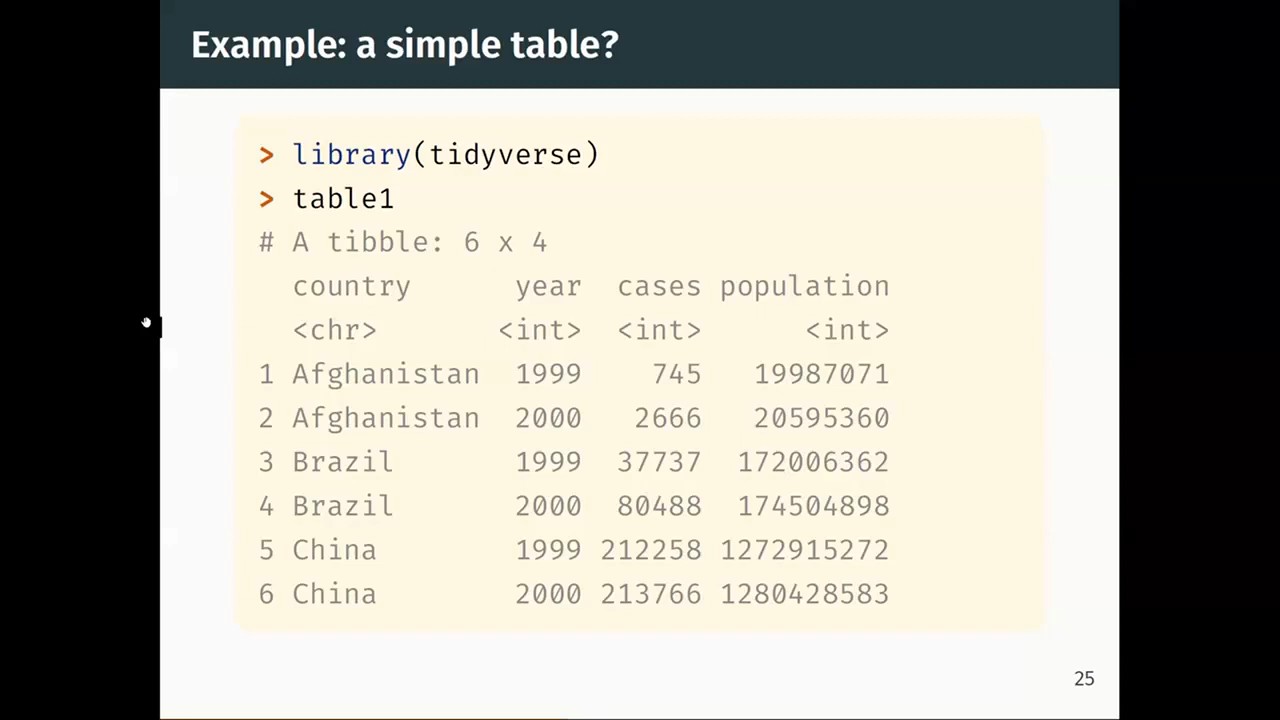 Example: a simple table?
> library(tidyverse)
> table1
# A tibble: 6 x 4
country year cases population
<chr> <int> <int> <int>
1 Afghanistan 1999 745 19987071
2 Afghanistan 2000 2666 20595360
3 Brazil 1999 37737 172006362
4 Brazil 2000 80488 174504898
5 China 1999 212258 1272915272
6 China 2000 213766 1280428583
25